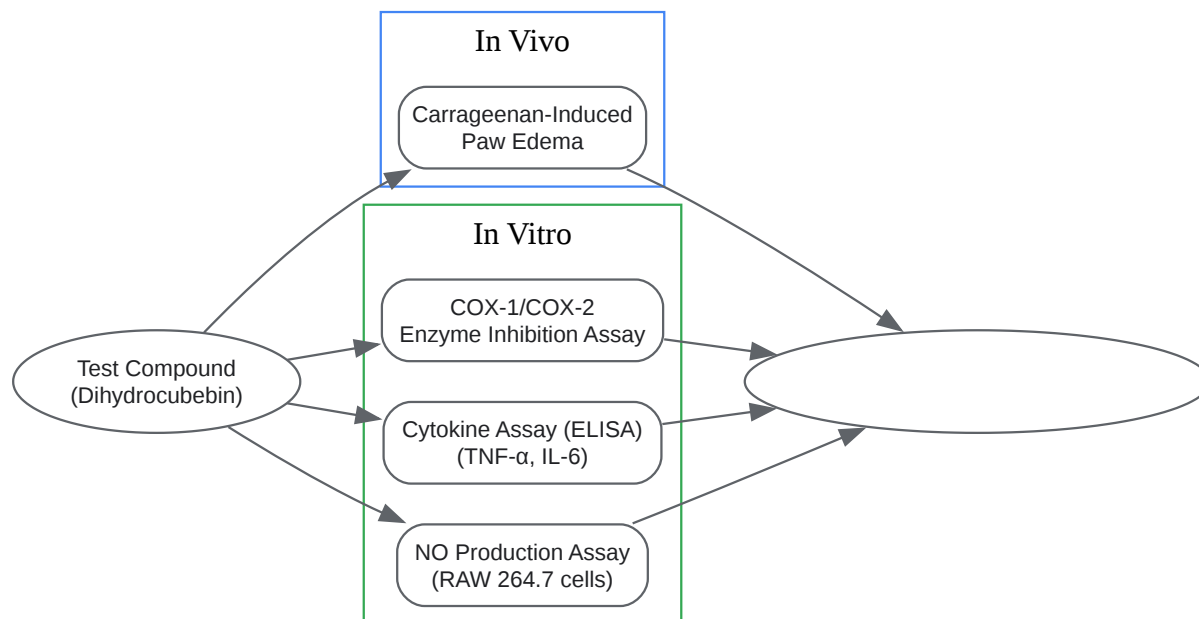 In Vivo
Carrageenan-Induced
Paw Edema
In Vitro
COX-1/COX-2
Enzyme Inhibition Assay
Test Compound
(Dihydrocubebin)
Cytokine Assay (ELISA)
(TNF-α, IL-6)
NO Production Assay
(RAW 264.7 cells)